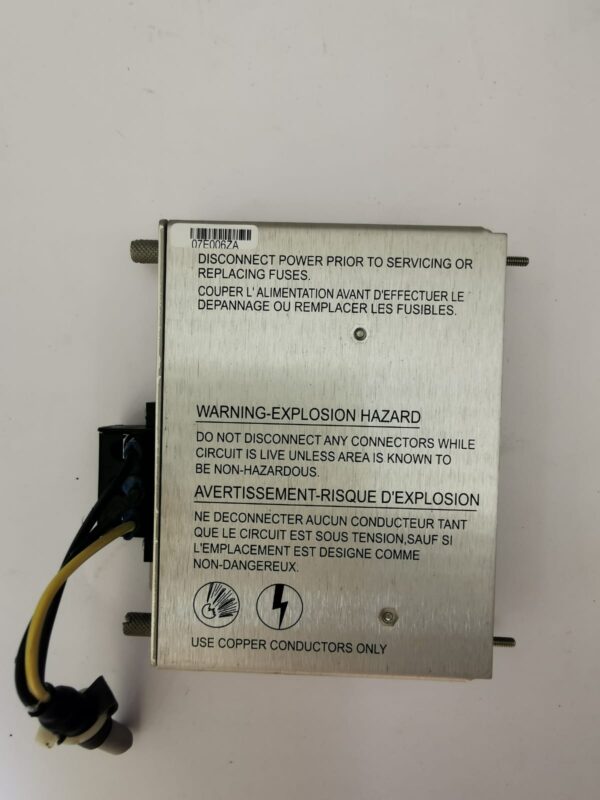 07E006ZA
DISCONNECT POWER PRIOR TO SERVICING OR
REPLACING FUSES.
COUPER L' ALIMENTATION AVANT D'EFFECTUER LE
DEPANNAGE OU REMPLACER LES FUSIBLES.
WARNING-EXPLOSION HAZARD
DO NOT DISCONNECT ANY CONNECTORS WHILE
CIRCUIT IS LIVE UNLESS AREA IS KNOWN TO
BE NON-HAZARDOUS.
AVERTISSEMENT-RISQUE D'EXPLOSION
NE DECONNECTER AUCUN CONDUCTEUR TANT
QUE LE CIRCUIT EST SOUS TENSION,SAUF SI
L'EMPLACEMENT EST DESIGNE COMME
NON-DANGEREUX.
USE COPPER CONDUCTORS ONLY